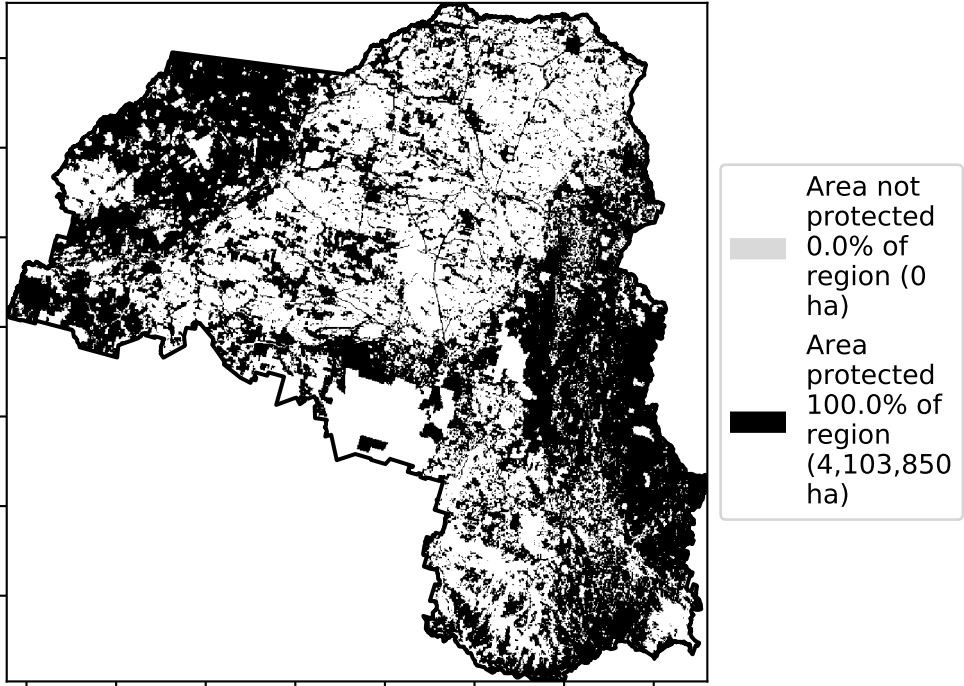 Area not
protected
0.0% of
region (0
ha)
Area
protected
100.0% of
region
(4,103,850
ha)